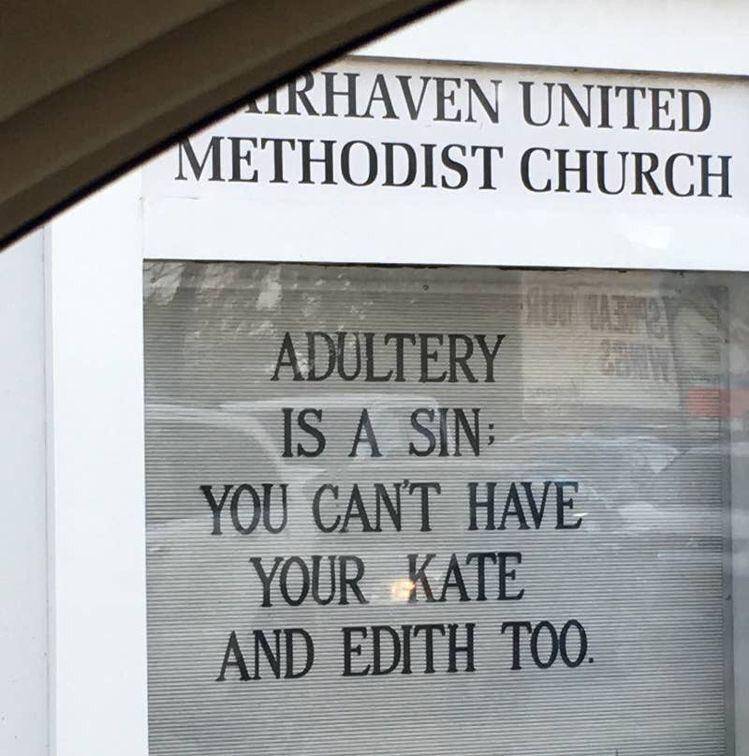 IRHAVEN UNITED
METHODIST CHURCH
ADULTERY
IS A SIN:
YOU CAN'T HAVE
YOUR KATE
AND EDITH TOO.